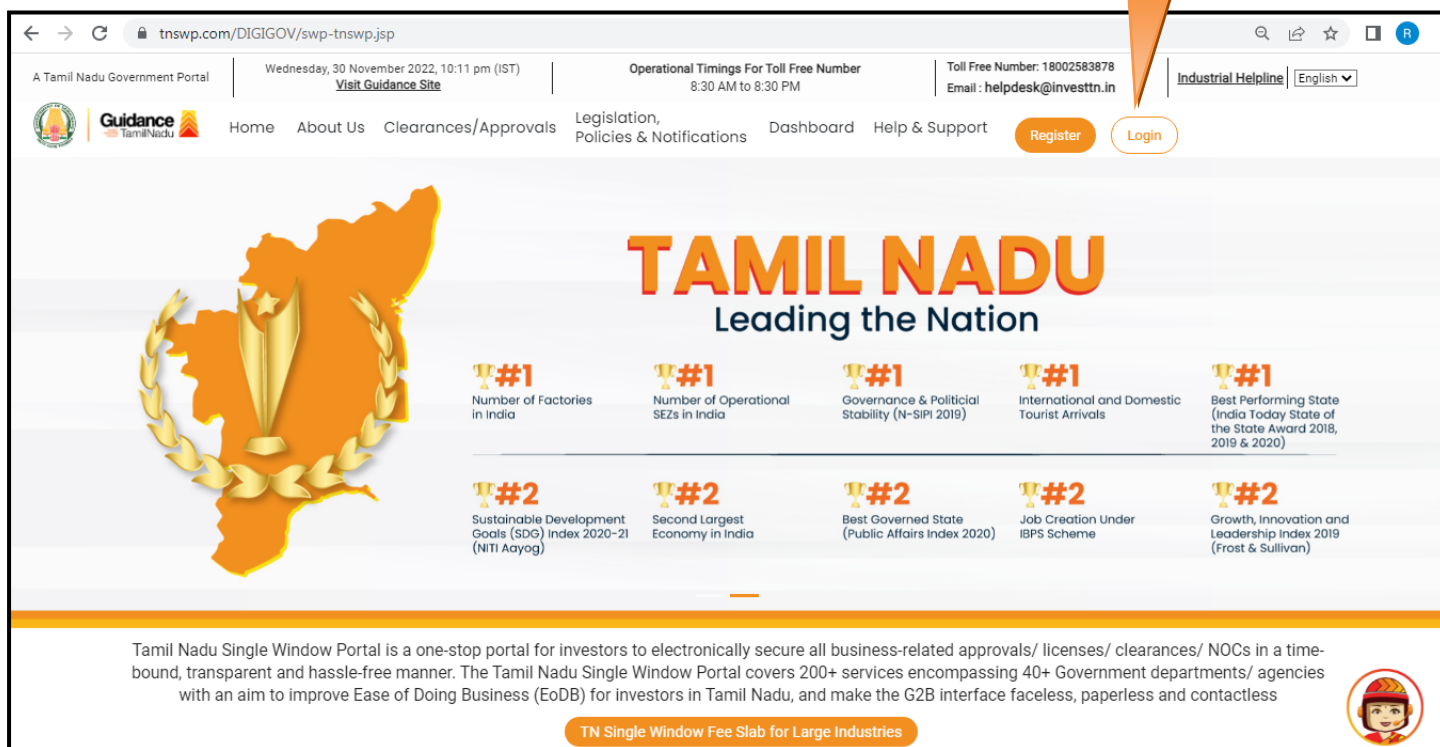 tnswp.com/DIGIGOV/swp-tnswp.jsp
R
A Tamil Nadu Government Portal
Wednesday, 30 November 2022, 10:11 pm (IST)
Visit Guidance Site
Operational Timings For Toll Free Number
8:30 AM to 8:30 PM
Toll Free Number: 18002583878
Email : helpdesk@investtn.in
Industrial Helpline
English
Guidance
TamilNadu
Home
About Us
Clearances/Approvals
Legislation,
Policies & Notifications
Dashboard
Help & Support
Register
Login
TAMIL NADU
Leading the Nation
#1
Number of Factories
in India
#1
Number of Operational
SEZs in India
#1
Governance & Politicial
Stability (N-SIPI 2019)
#1
International and Domestic
Tourist Arrivals
#1
Best Performing State
(India Today State of
the State Award 2018,
2019 & 2020)
#2
Sustainable Development
Goals (SDG) Index 2020-21
(NITI Aayog)
#2
Second Largest
Economy in India
#2
Best Governed State
(Public Affairs Index 2020)
#2
Job Creation Under
IBPS Scheme
#2
Growth, Innovation and
Leadership Index 2019
(Frost & Sullivan)
Tamil Nadu Single Window Portal is a one-stop portal for investors to electronically secure all business-related approvals/ licenses/ clearances/ NOCs in a time-
bound, transparent and hassle-free manner. The Tamil Nadu Single Window Portal covers 200+ services encompassing 40+ Government departments/ agencies
with an aim to improve Ease of Doing Business (EoDB) for investors in Tamil Nadu, and make the G2B interface faceless, paperless and contactless
TN Single Window Fee Slab for Large Industries